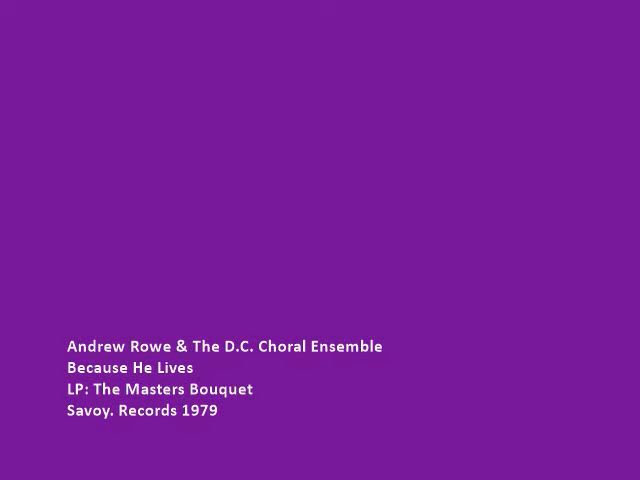 Andrew Rowe & The D.C. Choral Ensemble
Because He Lives
LP: The Masters Bouquet
Savoy. Records 1979